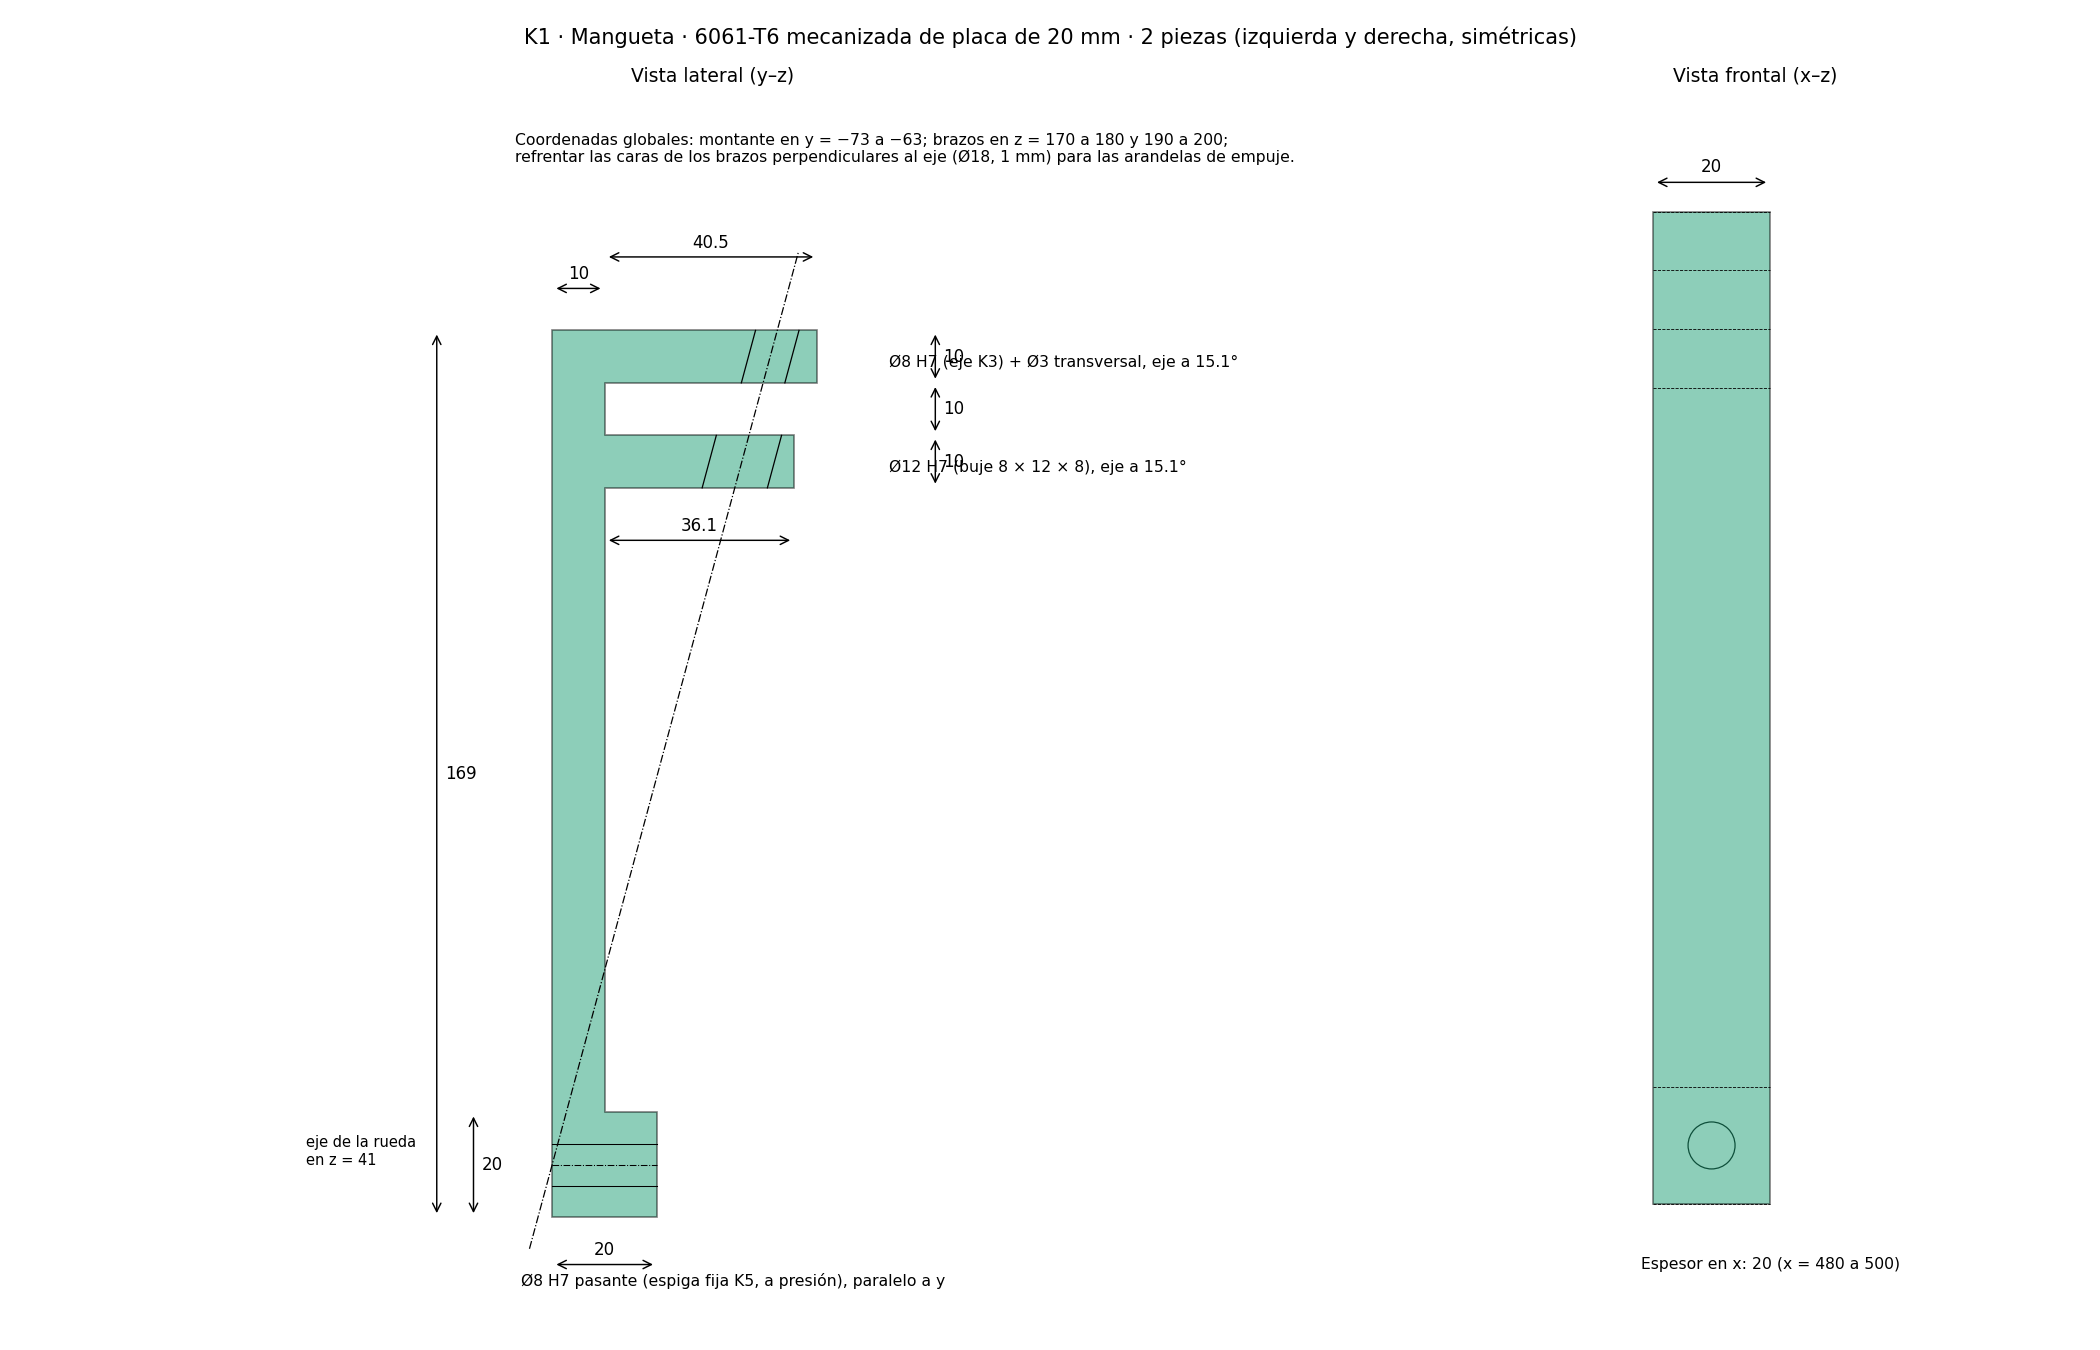 K1 · Mangueta · 6061-T6 mecanizada de placa de 20 mm · 2 piezas (izquierda y derecha, simétricas)
Vista lateral (y–z)
Vista frontal (x–z)
Coordenadas globales: montante en y = −73 a −63; brazos en z = 170 a 180 y 190 a 200;
refrentar las caras de los brazos perpendiculares al eje (Ø18, 1 mm) para las arandelas de empuje.
20
40.5
10
10
Ø8 H7 (eje K3) + Ø3 transversal, eje a 15.1°
10
10
Ø12 H7 (buje 8 × 12 × 8), eje a 15.1°
36.1
169
eje de la rueda
en z = 41
20
20
Ø8 H7 pasante (espiga fija K5, a presión), paralelo a y
Espesor en x: 20 (x = 480 a 500)